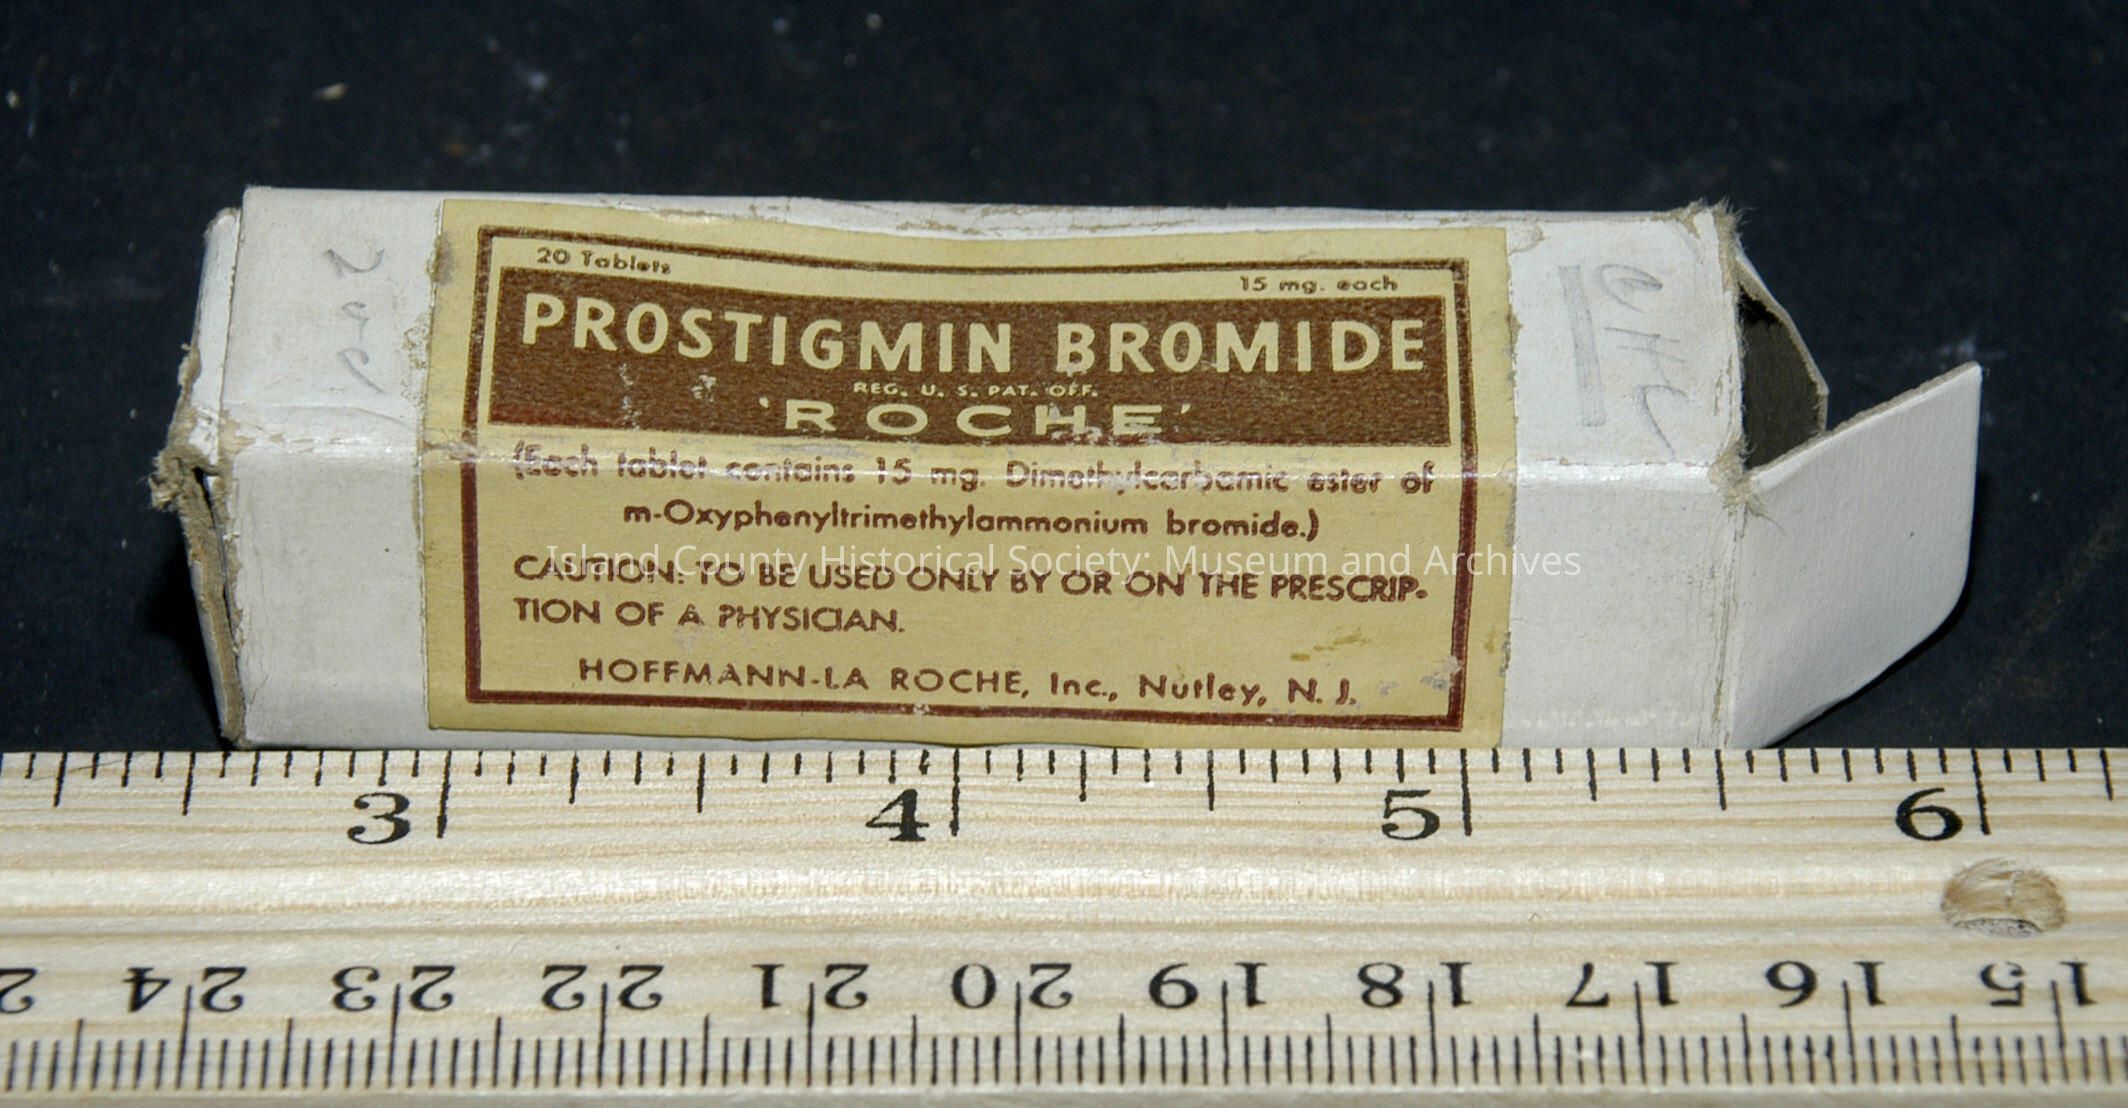 20 Tablets
15 mg. each
PROSTIGMIN BROMIDE
REG. U. S. PAT. OFF.
'ROCHE'
(Each tablet contains 15 mg. Dimethylcarbamic ester of
m-Oxyphenyltrimethylammonium bromide.)
CAUTION: TO BE USED ONLY BY OR ON THE PRESCRIP-
TION OF A PHYSICIAN.
HOFFMANN-LA ROCHE, Inc., Nutley, N. J.
Island County Historical Society: Museum and Archives
3 4 5 6
24 23 22 21 20 19 18 17 16 15